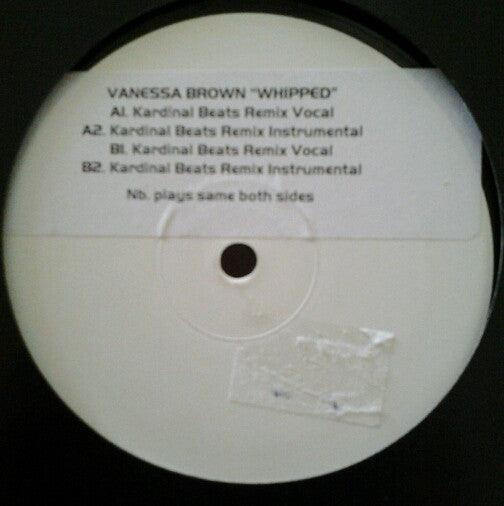 VANESSA BROWN "WHIPPED"
A1. Kardinal Beats Remix Vocal
A2. Kardinal Beats Remix Instrumental
B1. Kardinal Beats Remix Vocal
B2. Kardinal Beats Remix Instrumental
Nb. plays same both sides